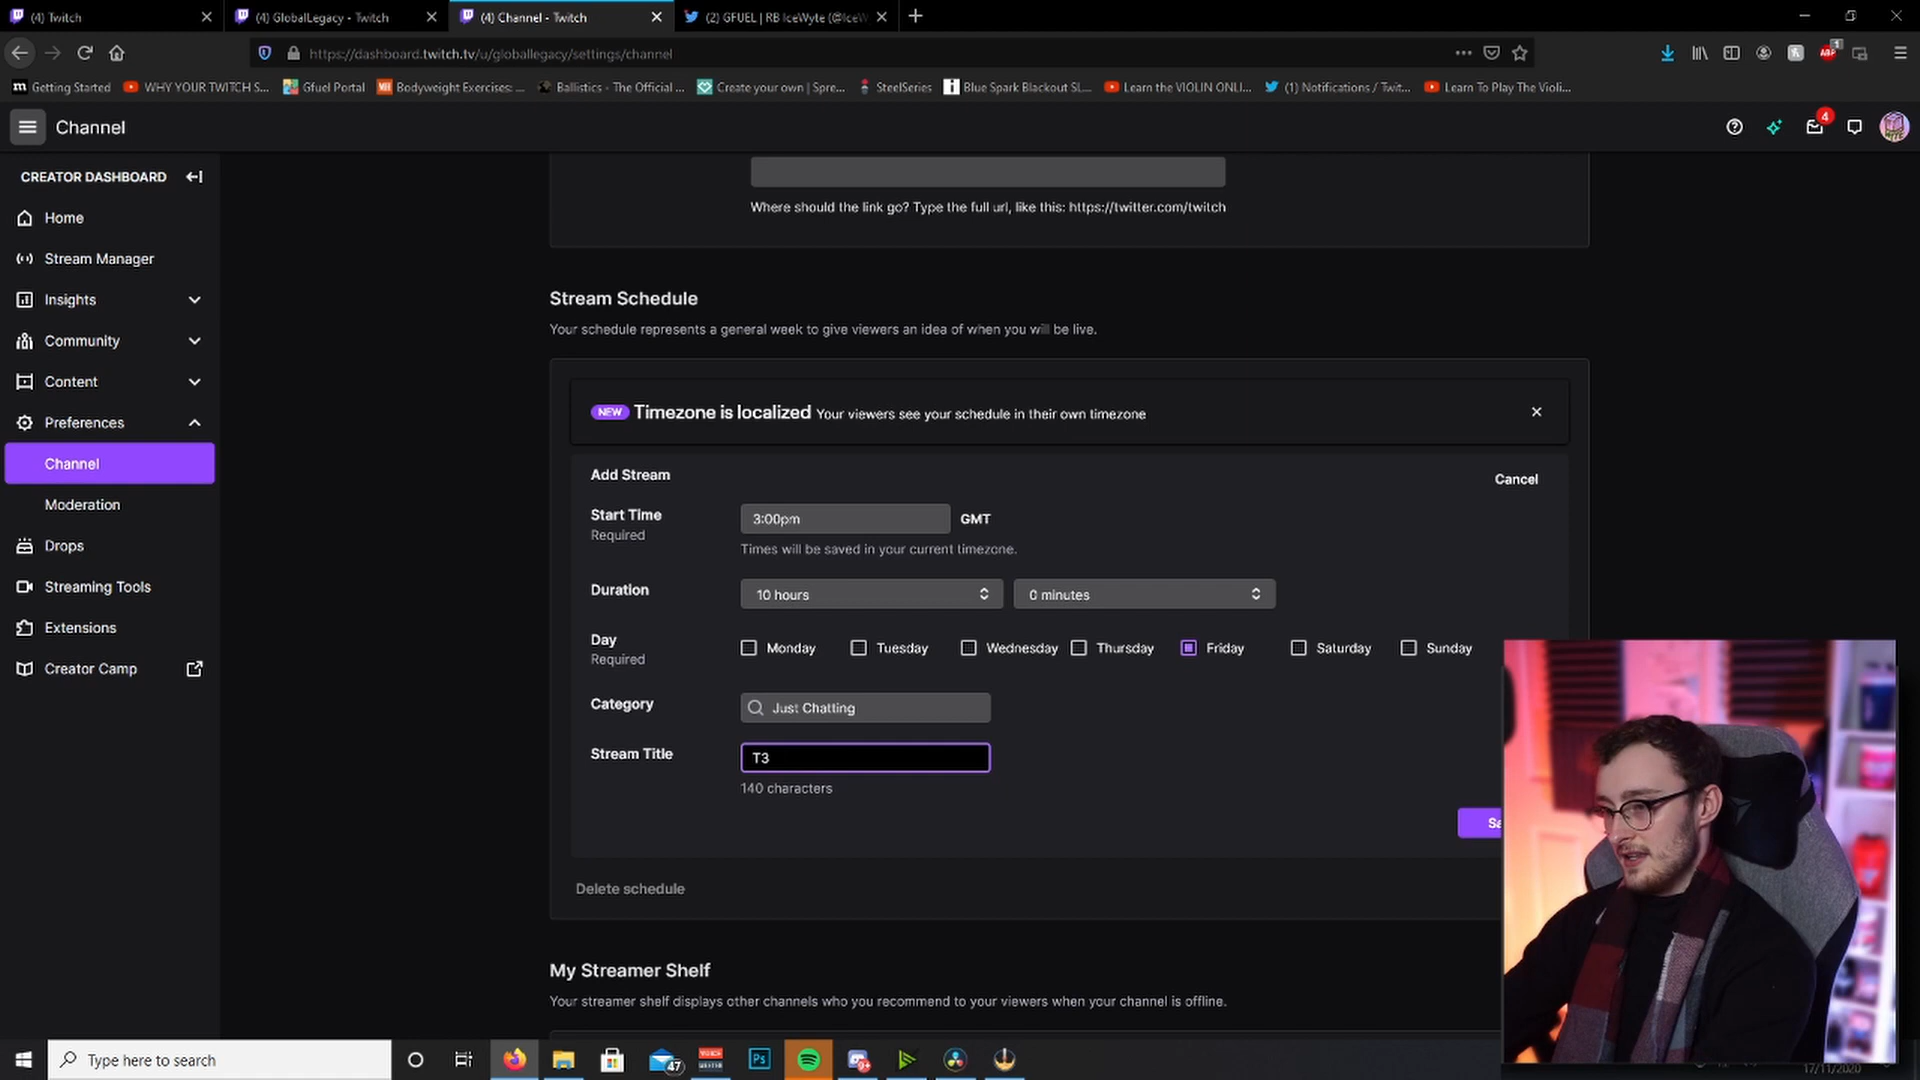 (4) Twitch
(4) GlobalLegacy - Twitch
(4) Channel - Twitch
(2) GFUEL | RB IceWyte (@IceW
https://dashboard.twitch.tv/u/globallegacy/settings/channel
Getting Started
WHY YOUR TWITCH S...
Gfuel Portal
Bodyweight Exercises: ...
Ballistics - The Official ...
Create your own | Spre...
SteelSeries
Blue Spark Blackout SL...
Learn the VIOLIN ONLI...
(1) Notifications / Twit...
Learn To Play The Violi...
Channel
4
CREATOR DASHBOARD
Home
Stream Manager
Insights
Community
Content
Preferences
Channel
Moderation
Drops
Streaming Tools
Extensions
Creator Camp
Where should the link go? Type the full url, like this: https://twitter.com/twitch
Stream Schedule
Your schedule represents a general week to give viewers an idea of when you will be live.
NEW Timezone is localized Your viewers see your schedule in their own timezone
Add Stream
Cancel
Start Time
Required
3:00pm GMT
Times will be saved in your current timezone.
Duration
10 hours
0 minutes
Day
Required
Monday Tuesday Wednesday Thursday Friday Saturday Sunday
Category
Just Chatting
Stream Title
T3
140 characters
Sa
Delete schedule
My Streamer Shelf
Your streamer shelf displays other channels who you recommend to your viewers when your channel is offline.
Type here to search
47
Ps
17/11/2020